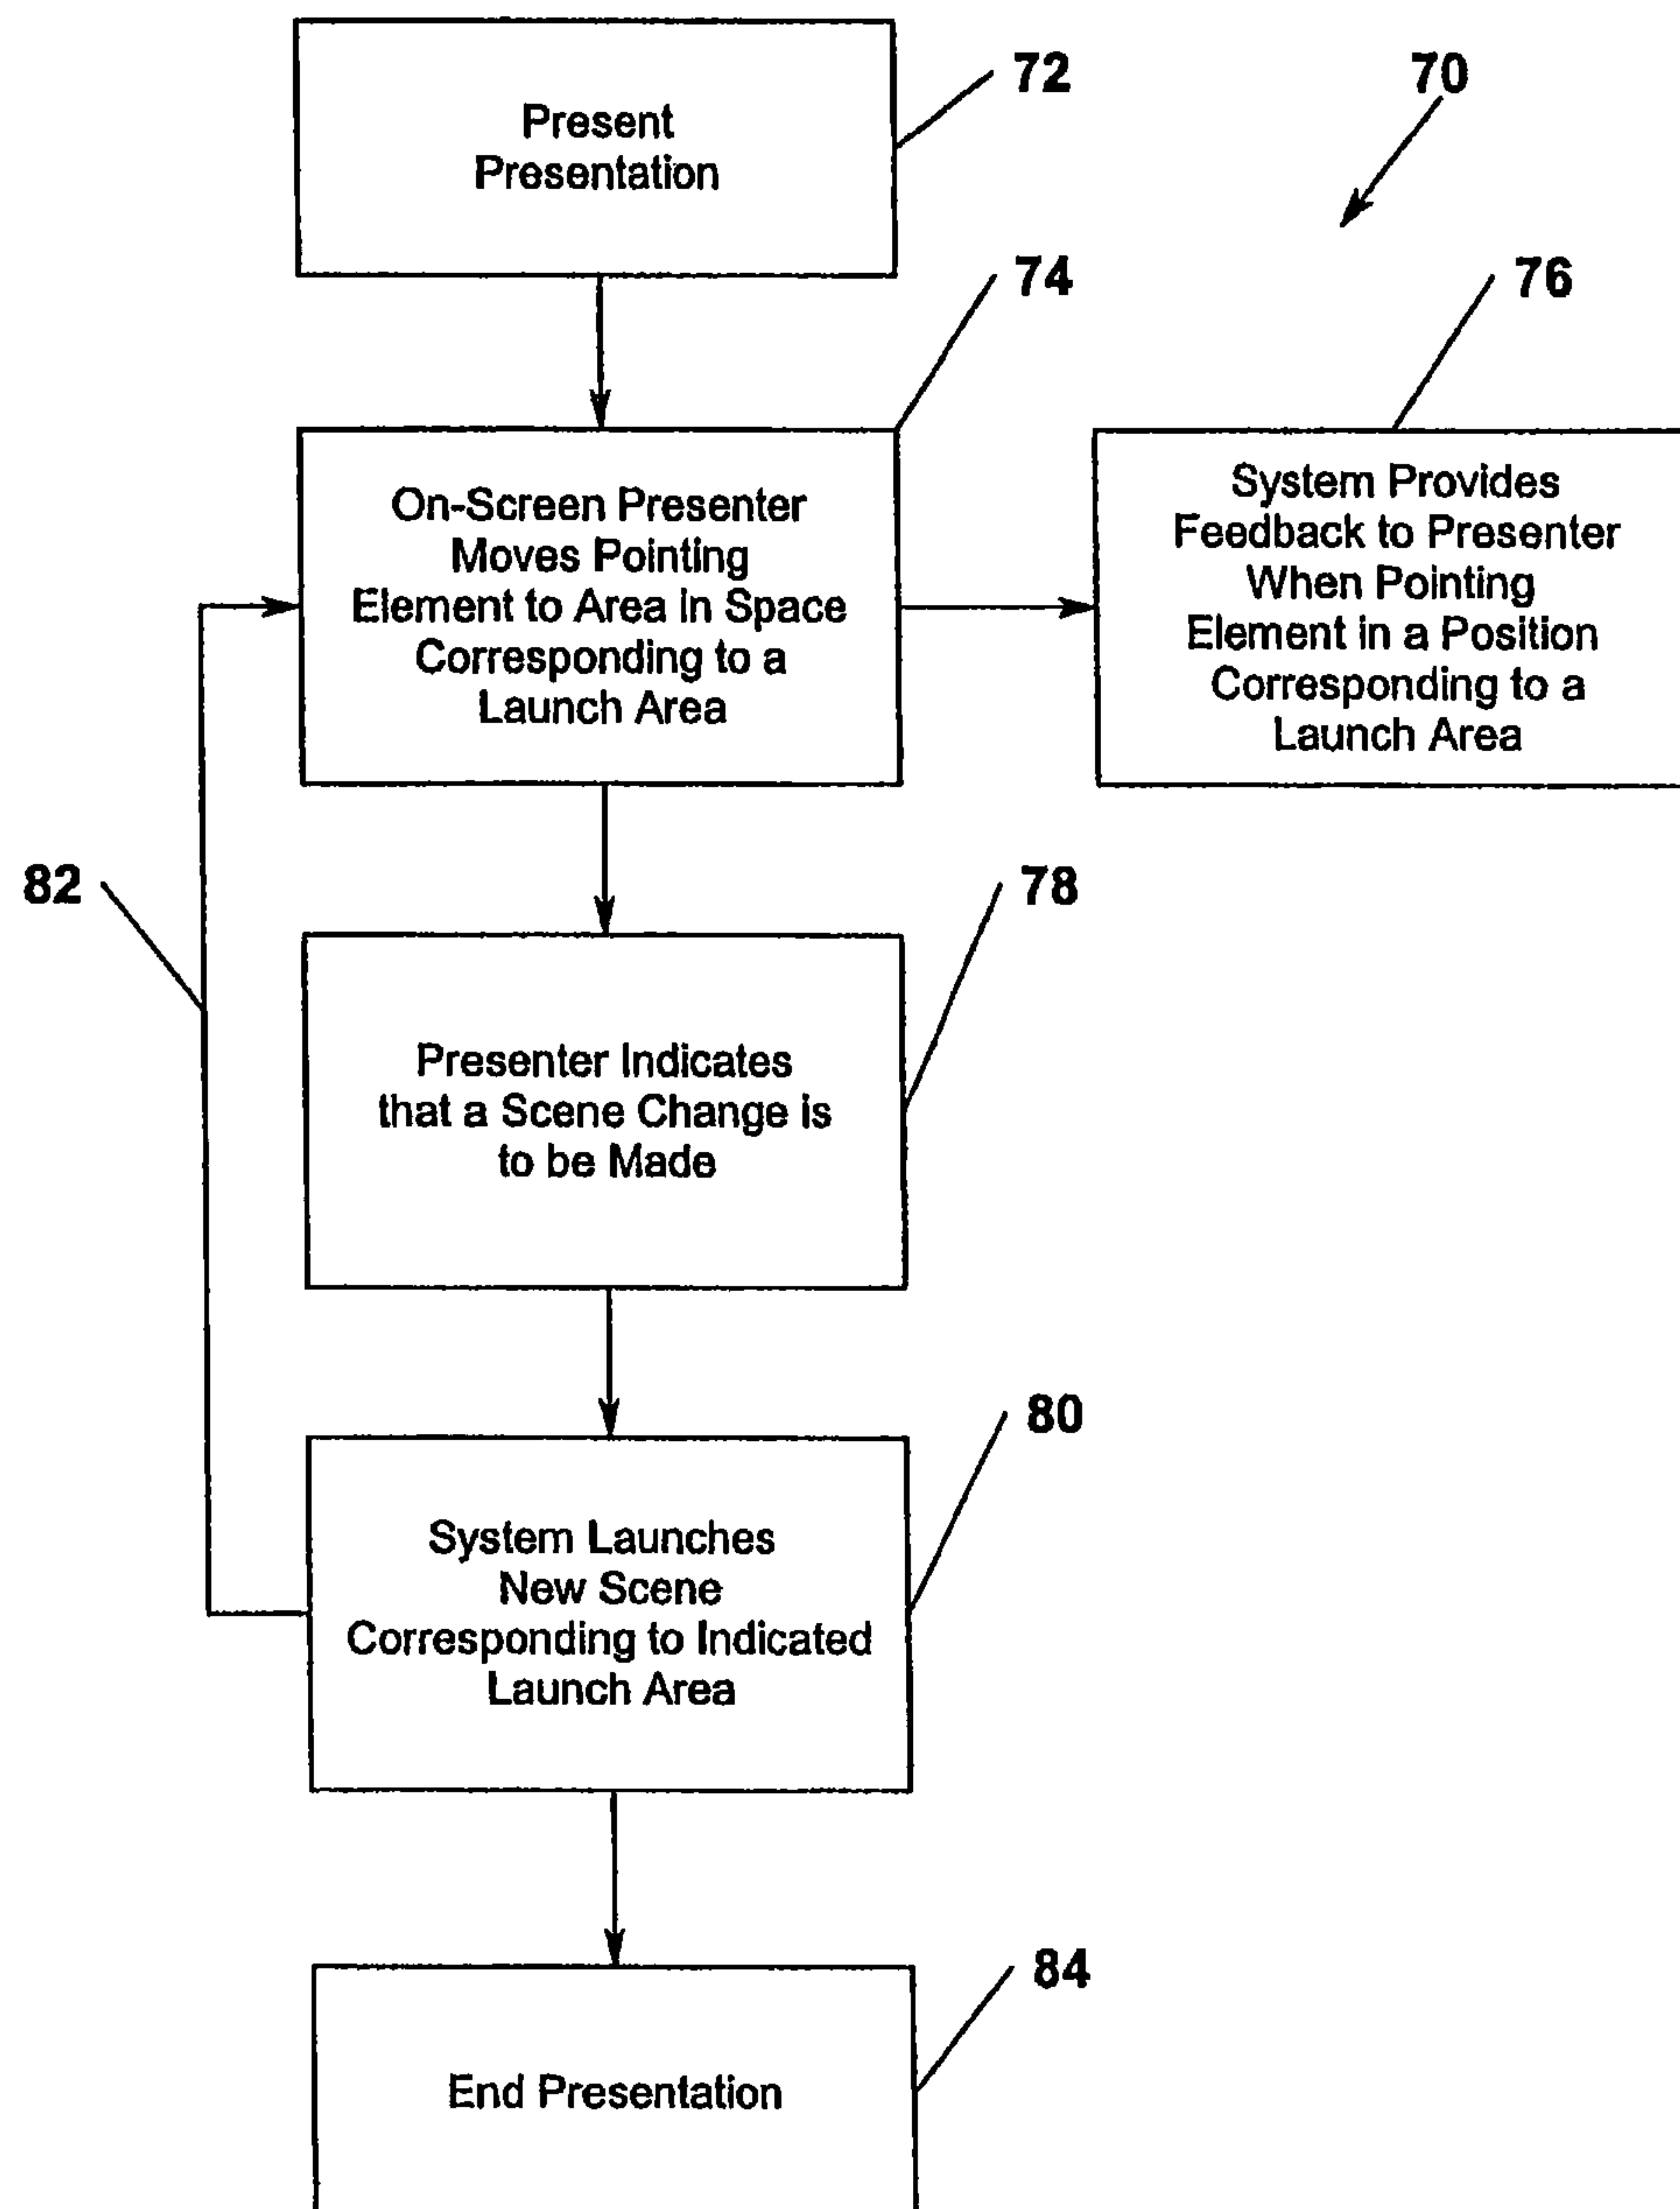 72
70
Present
Presentation
74
76
On-Screen Presenter
Moves Pointing
Element to Area in Space
Corresponding to a
Launch Area
System Provides
Feedback to Presenter
When Pointing
Element in a Position
Corresponding to a
Launch Area
82
78
Presenter Indicates
that a Scene Change is
to be Made
80
System Launches
New Scene
Corresponding to Indicated
Launch Area
84
End Presentation